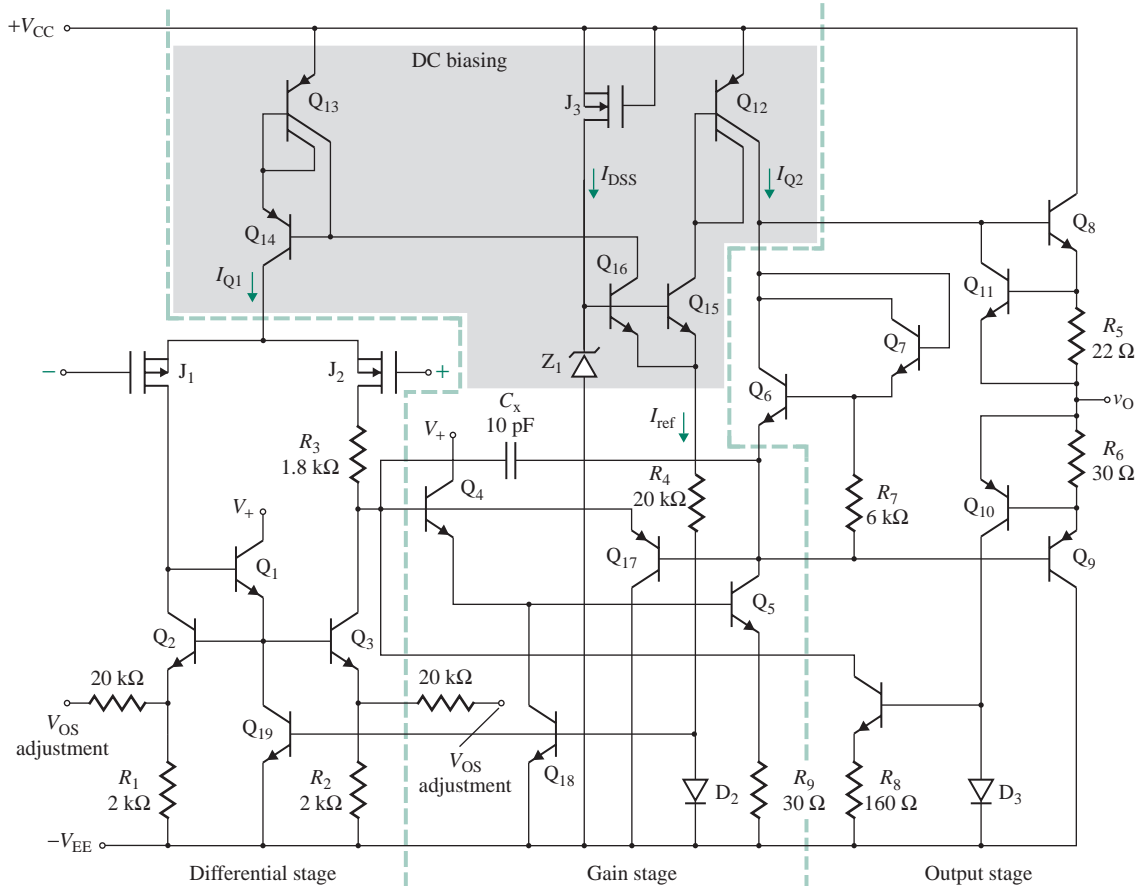 +V_CC
DC biasing
Q13
J3
Q12
I_DSS
I_Q2
Q8
Q14
I_Q1
Q16
Q15
Q11
R5
22 Ω
−
J1
J2
+
Z1
Q7
Q6
vO
C_x
10 pF
I_ref
R3
1.8 kΩ
V+
Q4
R4
20 kΩ
R7
6 kΩ
R6
30 Ω
Q10
V+
Q1
Q17
Q9
Q5
Q2
Q3
20 kΩ
20 kΩ
V_OS
adjustment
Q19
V_OS
adjustment
Q18
R1
2 kΩ
R2
2 kΩ
D2
R9
30 Ω
R8
160 Ω
D3
−V_EE
Differential stage
Gain stage
Output stage